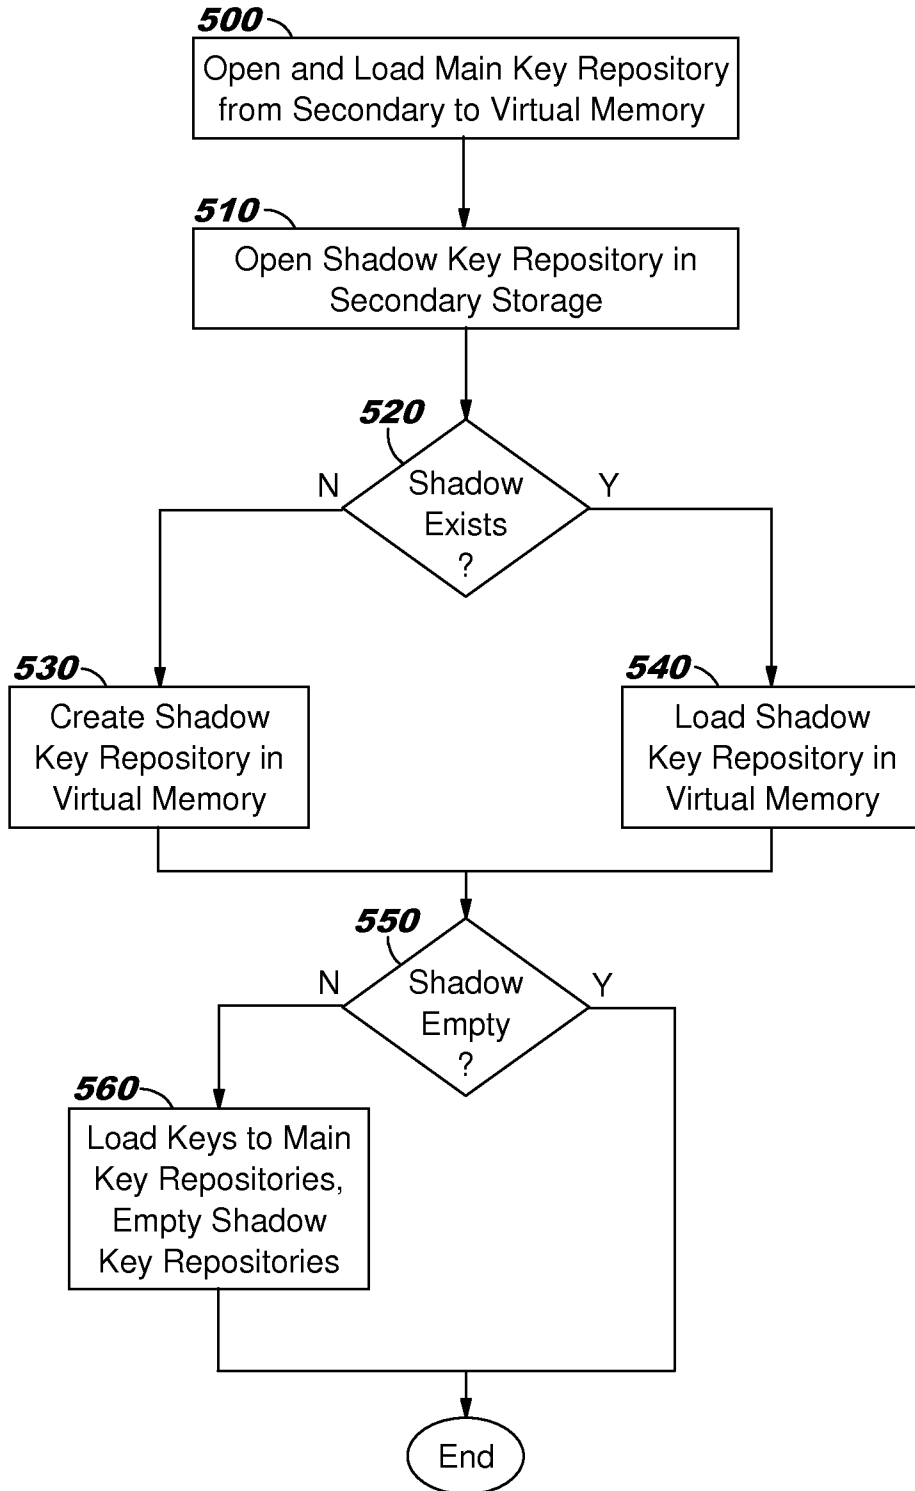 500
Open and Load Main Key Repository
from Secondary to Virtual Memory
510
Open Shadow Key Repository in
Secondary Storage
520
N
Y
Shadow
Exists
?
530
Create Shadow
Key Repository in
Virtual Memory
540
Load Shadow
Key Repository in
Virtual Memory
550
N
Y
Shadow
Empty
?
560
Load Keys to Main
Key Repositories,
Empty Shadow
Key Repositories
End